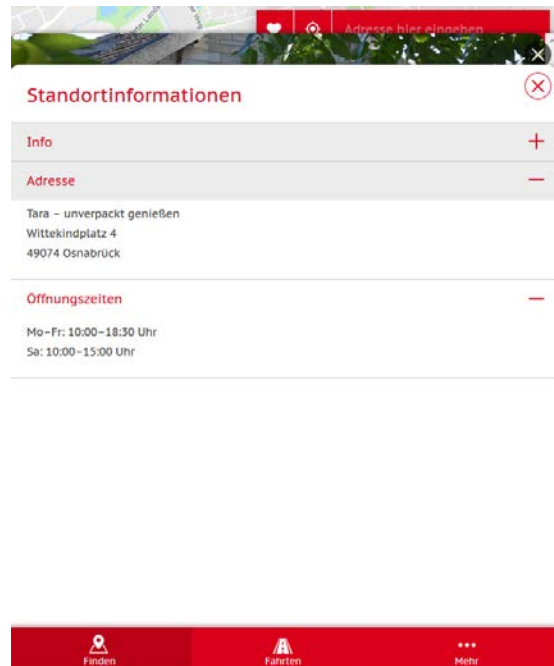 Adresse hier eingeben
Standortinformationen
Info
Adresse
Tara – unverpackt genießen
Wittekindplatz 4
49074 Osnabrück
Öffnungszeiten
Mo–Fr: 10:00–18:30 Uhr
Sa: 10:00–15:00 Uhr
Finden
Fahrten
Mehr